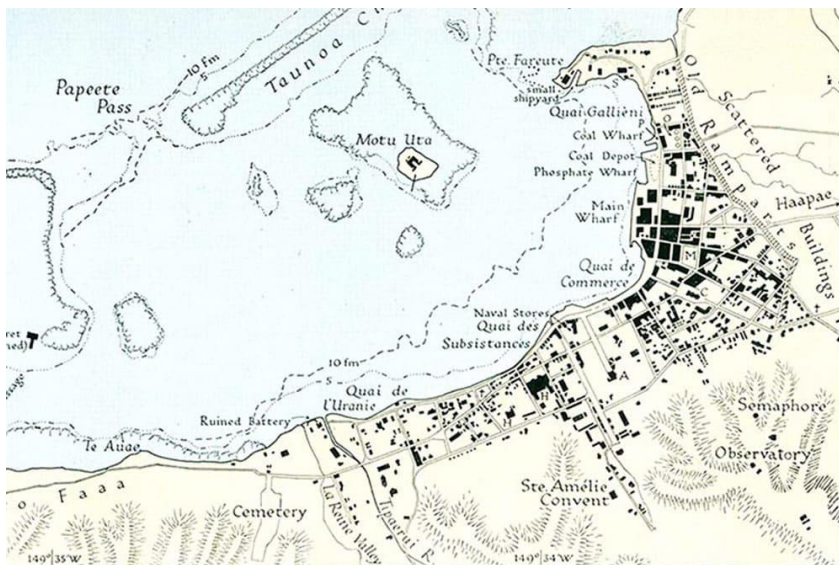 Papeete
Pass
10 fm
5
Taunoa
Pte. Fareute
small
shipyard
S
Quai Galliéni
P
Coal Wharf
Coal Depot
Phosphate Wharf
Old Ramparts
Scattered
Buildings
Haapae
Motu Uta
Main
Wharf
M
Quai de
Commerce
C
Naval Stores
Quai des
Subsistances
A
10 fm
5
Quai de
l'Uranie
H
H
Ruined Battery
Semaphore
Observatory
Te Auae
Ste. Amélie
Convent
o Faaa
Cemetery
la Reine Valley
R.
149° 35'W
149° 34'W